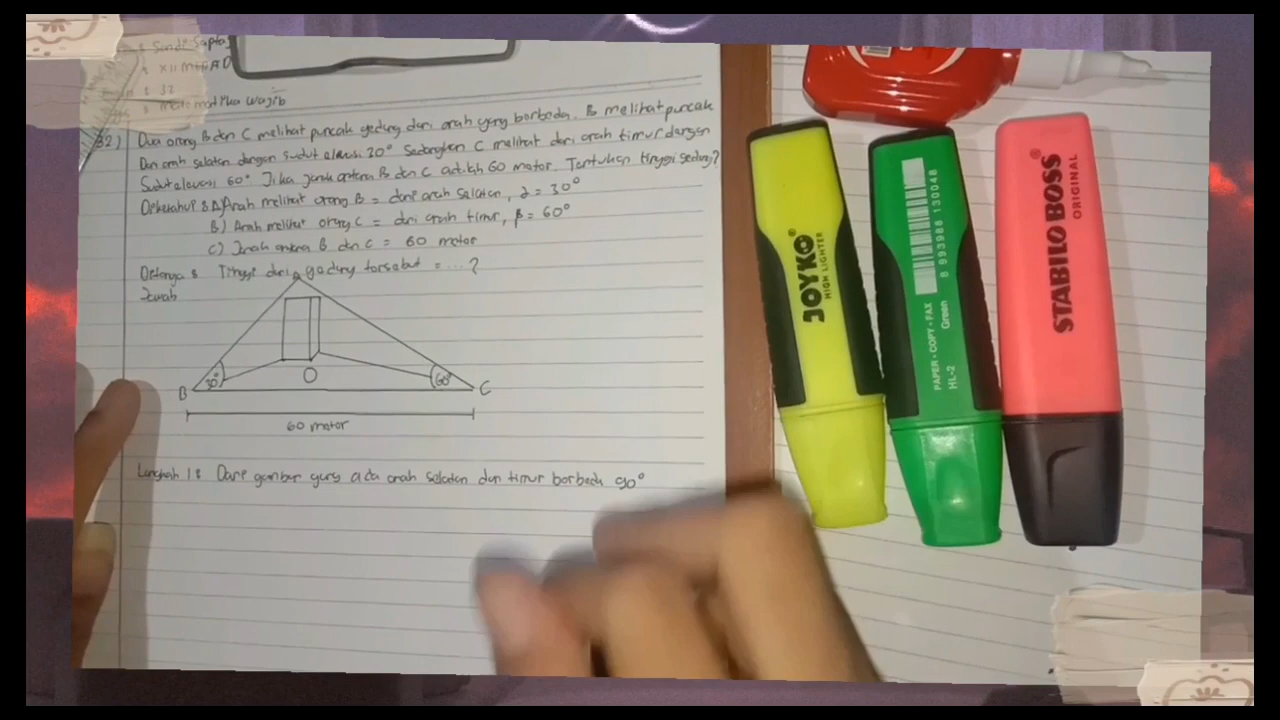 32
Matematika Wajib
32) Dua orang B dan C melihat puncak gedung dari arah yang berbeda. B melihat puncak
Dari arah selatan dengan sudut elevasi 30° Sedangkan C melihat dari arah timur dengan
Sudut elevasi 60° Jika jarak antara B dan C adalah 60 meter. Tentukan tinggi gedung?
Diketahui : A) Arah melihat orang B = dari arah selatan, α = 30°
B) Arah melihat orang C = dari arah timur, β = 60°
C) Jarak antara B dan C = 60 meter
Ditanya : Tinggi dari gedung tersebut = ...?
Jawab
30°
O
60°
B
C
60 meter
Langkah 1 : Dari gambar yang ada arah selatan dan timur berbeda 90°
JOYKO®
HIGH LIGHTER
8 993988 130048
PAPER • COPY • FAX
Green
HL-2
STABILO BOSS®
ORIGINAL